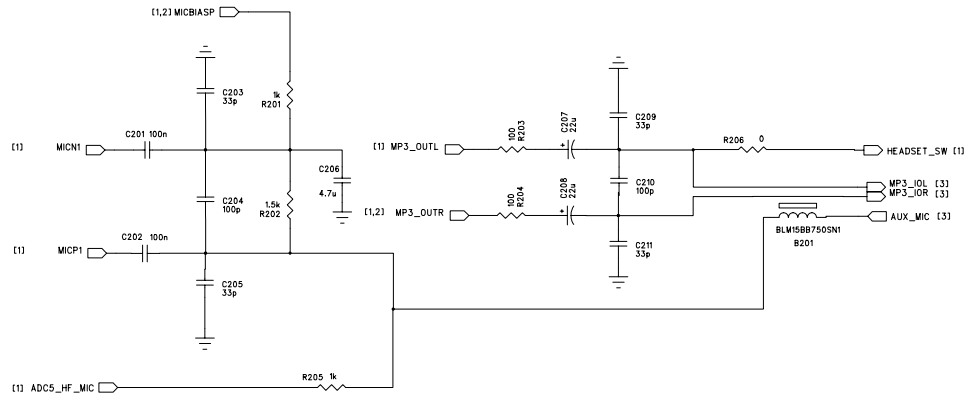 [1,2] MICBIASP
C203
33p
1k
R201
C201 100n
[1] MICN1
C206
4.7u
C204
100p
1.5k
R202
C202 100n
[1] MICP1
C205
33p
R205 1k
[1] ADC5_HF_MIC
C209
33p
100
R203
C207
22u
[1] MP3_OUTL
R206 0
HEADSET_SW [1]
C210
100p
MP3_IOL [3]
MP3_IOR [3]
100
R204
C208
22u
[1,2] MP3_OUTR
AUX_MIC [3]
BLM15BB750SN1
B201
C211
33p